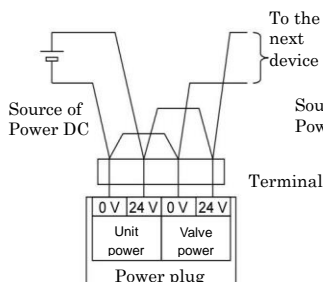 To the
next
device
Source of
Power DC
Sou
Pow
Terminal
0 V 24 V 0 V 24 V
Unit
power
Valve
power
Power plug